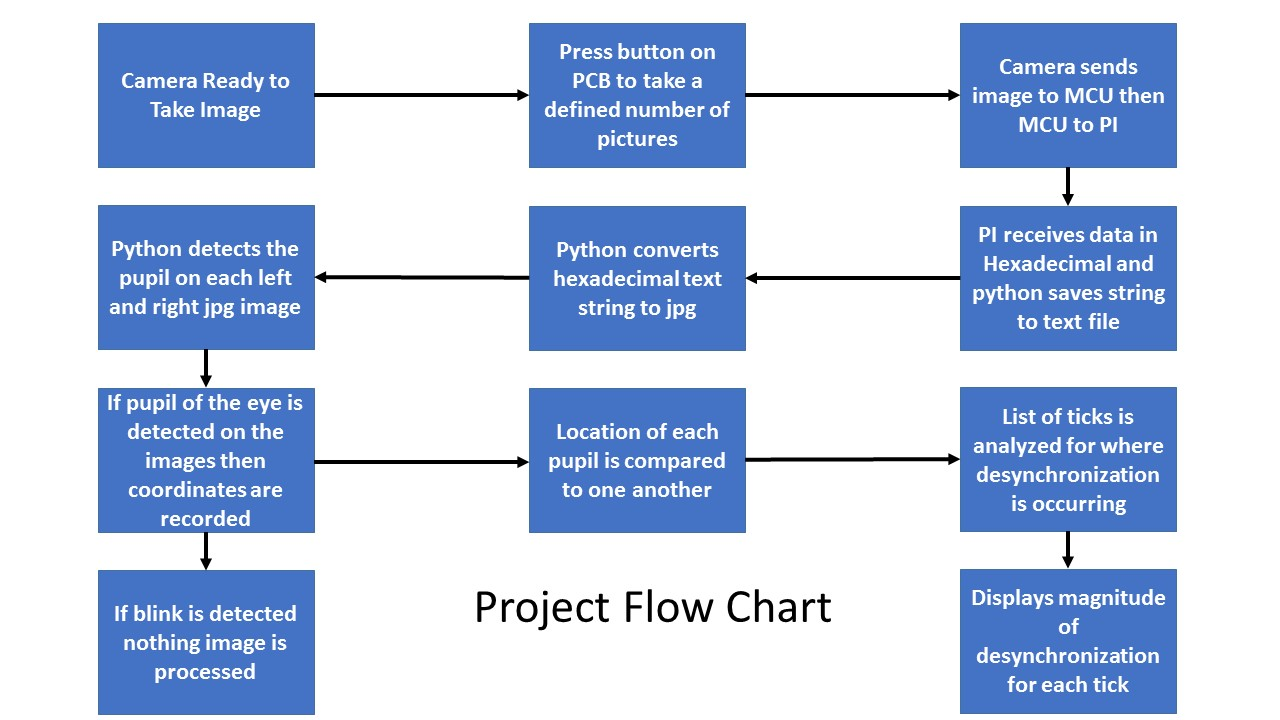 Camera Ready to
Take Image
Press button on
PCB to take a
defined number of
pictures
Camera sends
image to MCU then
MCU to PI
PI receives data in
Hexadecimal and
python saves string
to text file
Python converts
hexadecimal text
string to jpg
Python detects the
pupil on each left
and right jpg image
If pupil of the eye is
detected on the
images then
coordinates are
recorded
Location of each
pupil is compared
to one another
List of ticks is
analyzed for where
desynchronization
is occurring
If blink is detected
nothing image is
processed
Project Flow Chart
Displays magnitude
of
desynchronization
for each tick